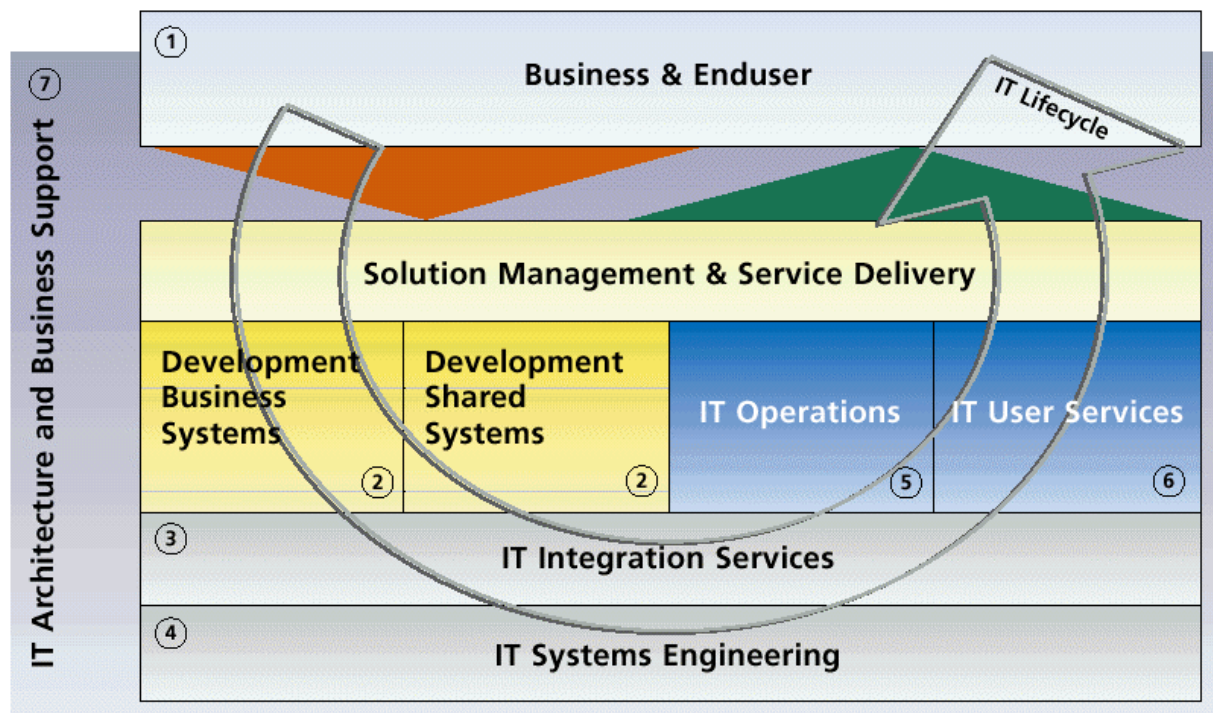 7
IT Architecture and Business Support
1
Business & Enduser
IT Lifecycle
Solution Management & Service Delivery
Development
Business
Systems
2
Development
Shared
Systems
2
IT Operations
5
IT User Services
6
3
IT Integration Services
4
IT Systems Engineering